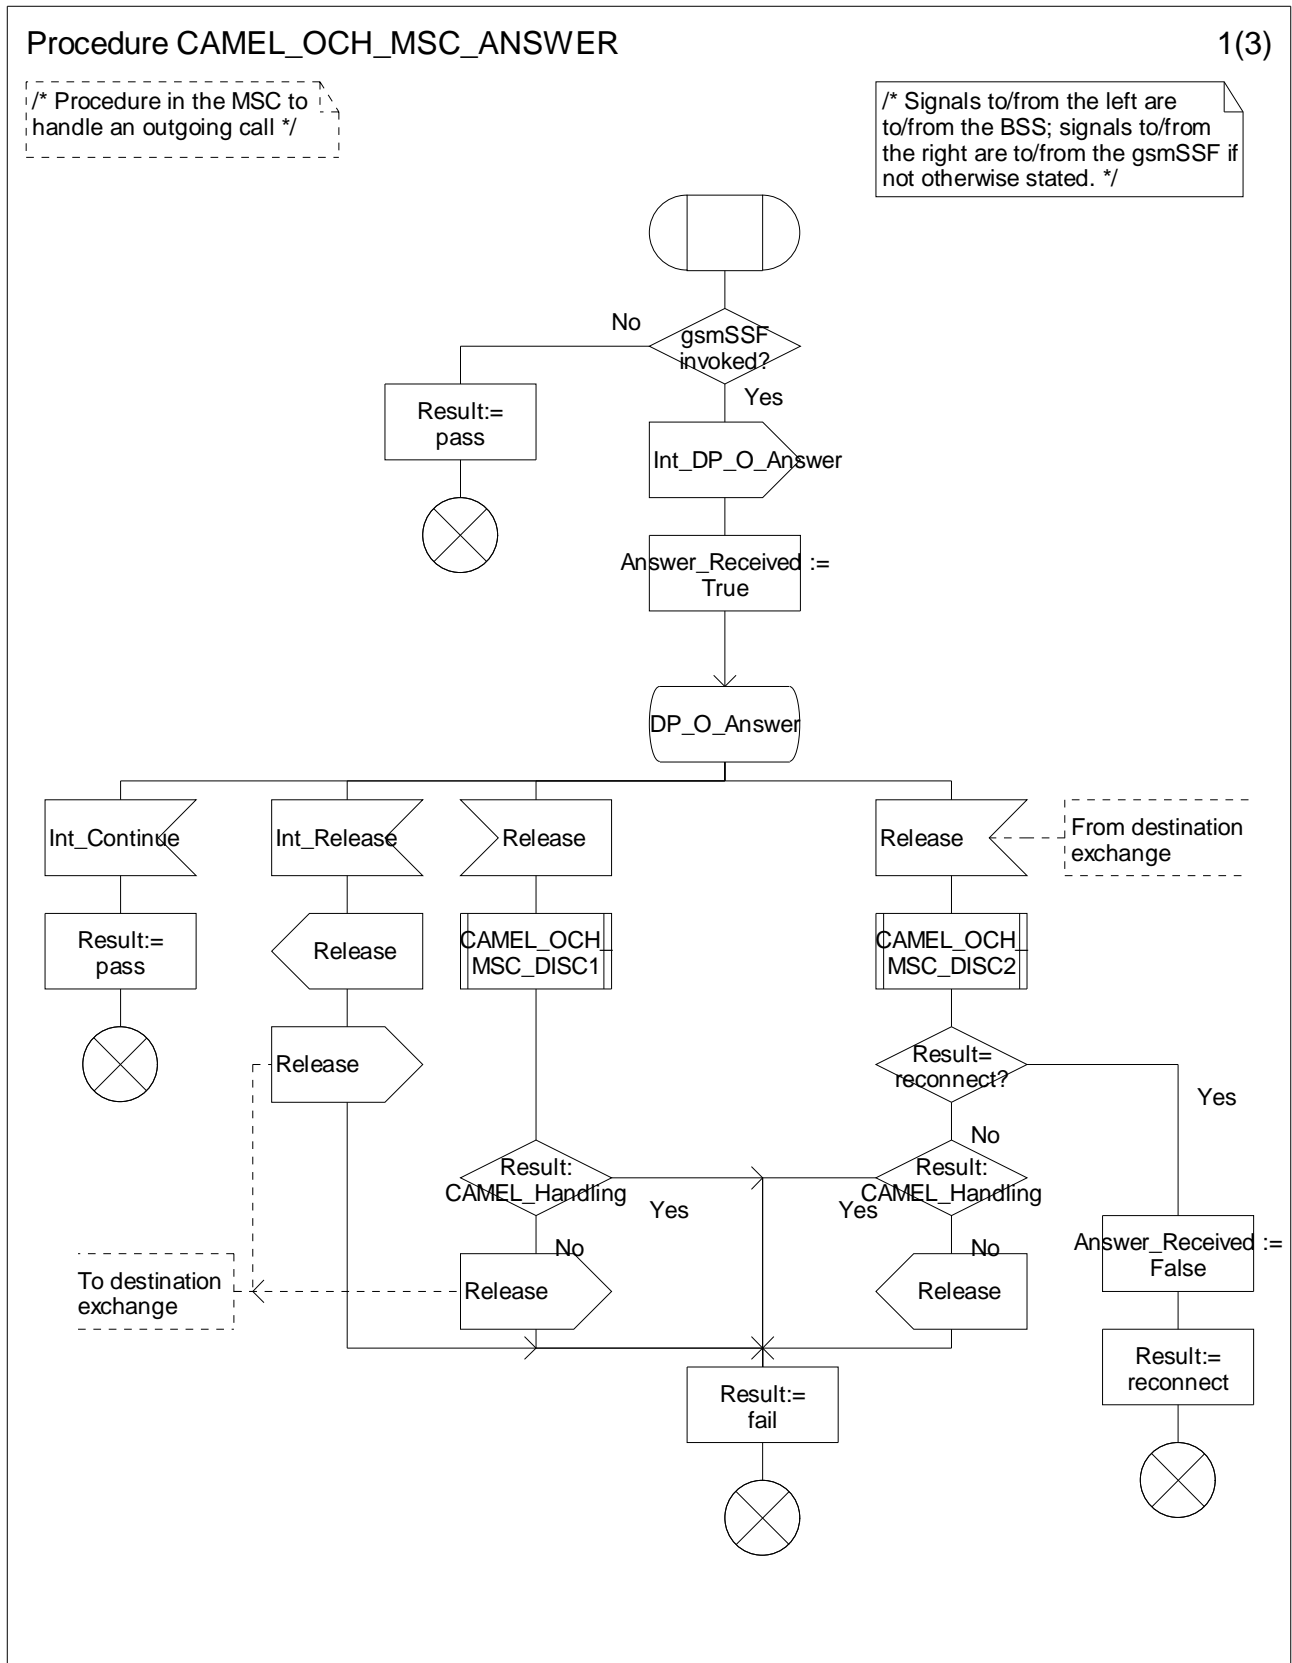 Procedure CAMEL_OCH_MSC_ANSWER
1(3)
/* Procedure in the MSC to
handle an outgoing call */
/* Signals to/from the left are
to/from the BSS; signals to/from
the right are to/from the gsmSSF if
not otherwise stated. */
gsmSSF
invoked?
No
Yes
Result:=
pass
Int_DP_O_Answer
Answer_Received :=
True
DP_O_Answer
Int_Continue
Int_Release
Release
Release
From destination
exchange
Result:=
pass
Release
CAMEL_OCH_
MSC_DISC1
CAMEL_OCH_
MSC_DISC2
Release
Result=
reconnect?
Yes
No
Result:
CAMEL_Handling
Yes
Result:
CAMEL_Handling
Yes
No
No
To destination
exchange
Release
Release
Answer_Received :=
False
Result:=
reconnect
Result:=
fail